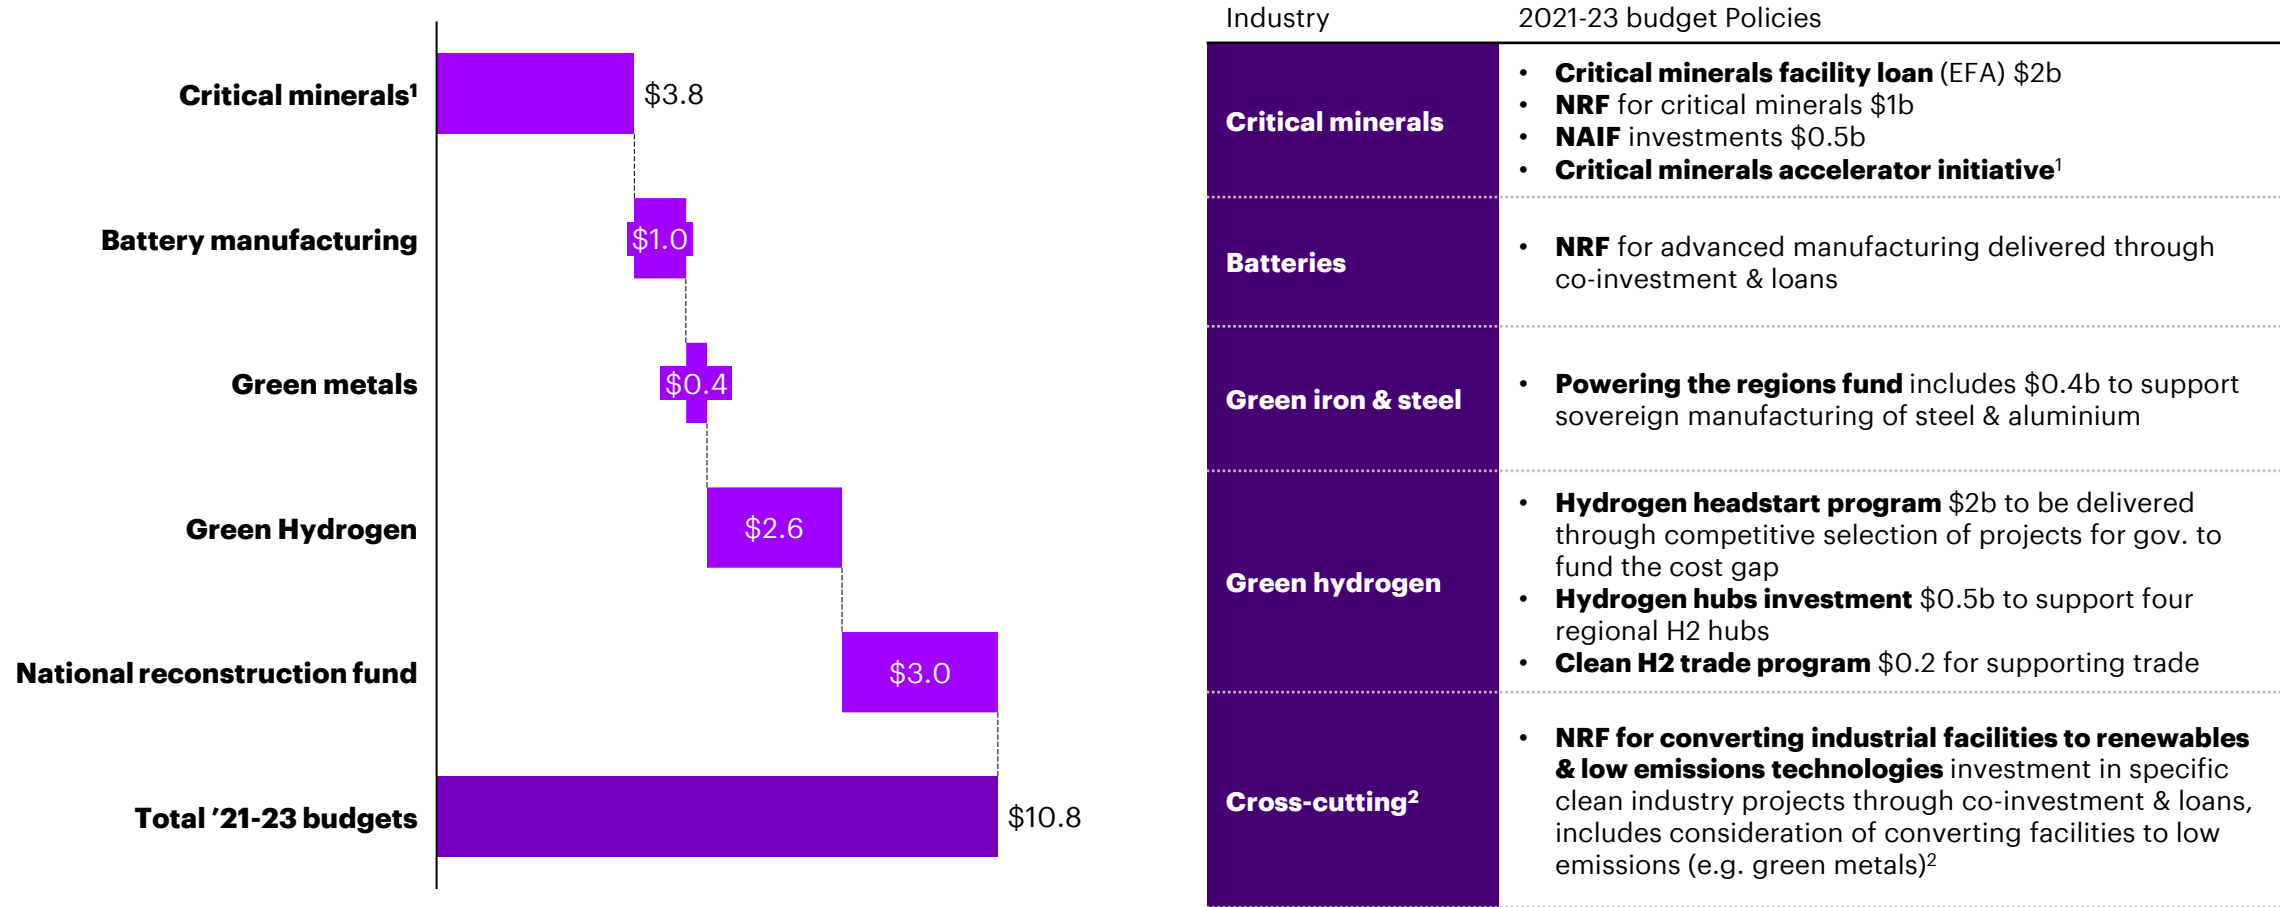 Critical minerals¹
$3.8
Battery manufacturing
$1.0
Green metals
$0.4
Green Hydrogen
$2.6
National reconstruction fund
$3.0
Total ’21-23 budgets
$10.8
Industry
2021-23 budget Policies
Critical minerals
• Critical minerals facility loan (EFA) $2b
• NRF for critical minerals $1b
• NAIF investments $0.5b
• Critical minerals accelerator initiative¹
Batteries
• NRF for advanced manufacturing delivered through
co-investment & loans
Green iron & steel
• Powering the regions fund includes $0.4b to support
sovereign manufacturing of steel & aluminium
Green hydrogen
• Hydrogen headstart program $2b to be delivered
through competitive selection of projects for gov. to
fund the cost gap
• Hydrogen hubs investment $0.5b to support four
regional H2 hubs
• Clean H2 trade program $0.2 for supporting trade
Cross-cutting²
• NRF for converting industrial facilities to renewables
& low emissions technologies investment in specific
clean industry projects through co-investment & loans,
includes consideration of converting facilities to low
emissions (e.g. green metals)²